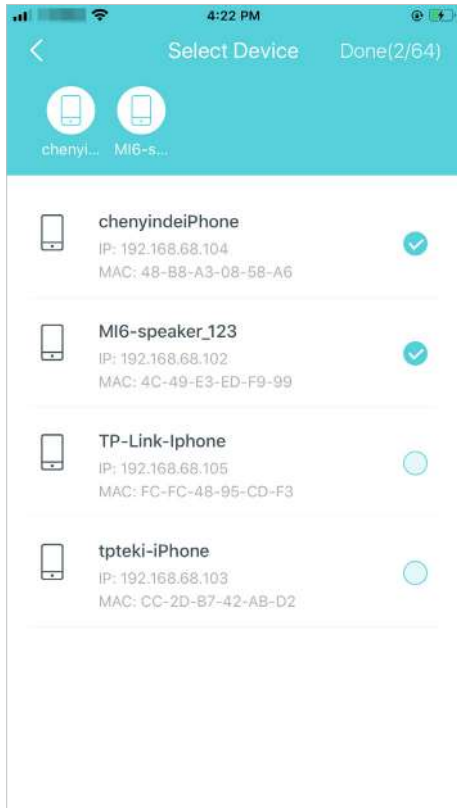 4:22 PM
Select Device
Done(2/64)
chenyi...
MI6-s...
chenyindeiPhone
IP: 192.168.68.104
MAC: 48-B8-A3-08-58-A6
MI6-speaker_123
IP: 192.168.68.102
MAC: 4C-49-E3-ED-F9-99
TP-Link-Iphone
IP: 192.168.68.105
MAC: FC-FC-48-95-CD-F3
tpteki-iPhone
IP: 192.168.68.103
MAC: CC-2D-B7-42-AB-D2